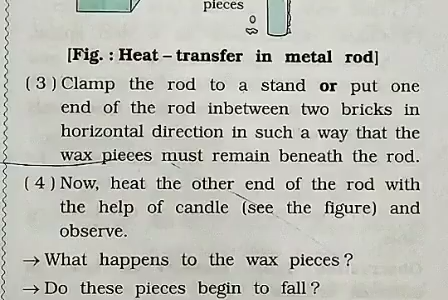 pieces
[Fig. : Heat – transfer in metal rod]
( 3 ) Clamp the rod to a stand or put one
end of the rod inbetween two bricks in
horizontal direction in such a way that the
wax pieces must remain beneath the rod.
( 4 ) Now, heat the other end of the rod with
the help of candle (see the figure) and
observe.
→ What happens to the wax pieces ?
→ Do these pieces begin to fall ?